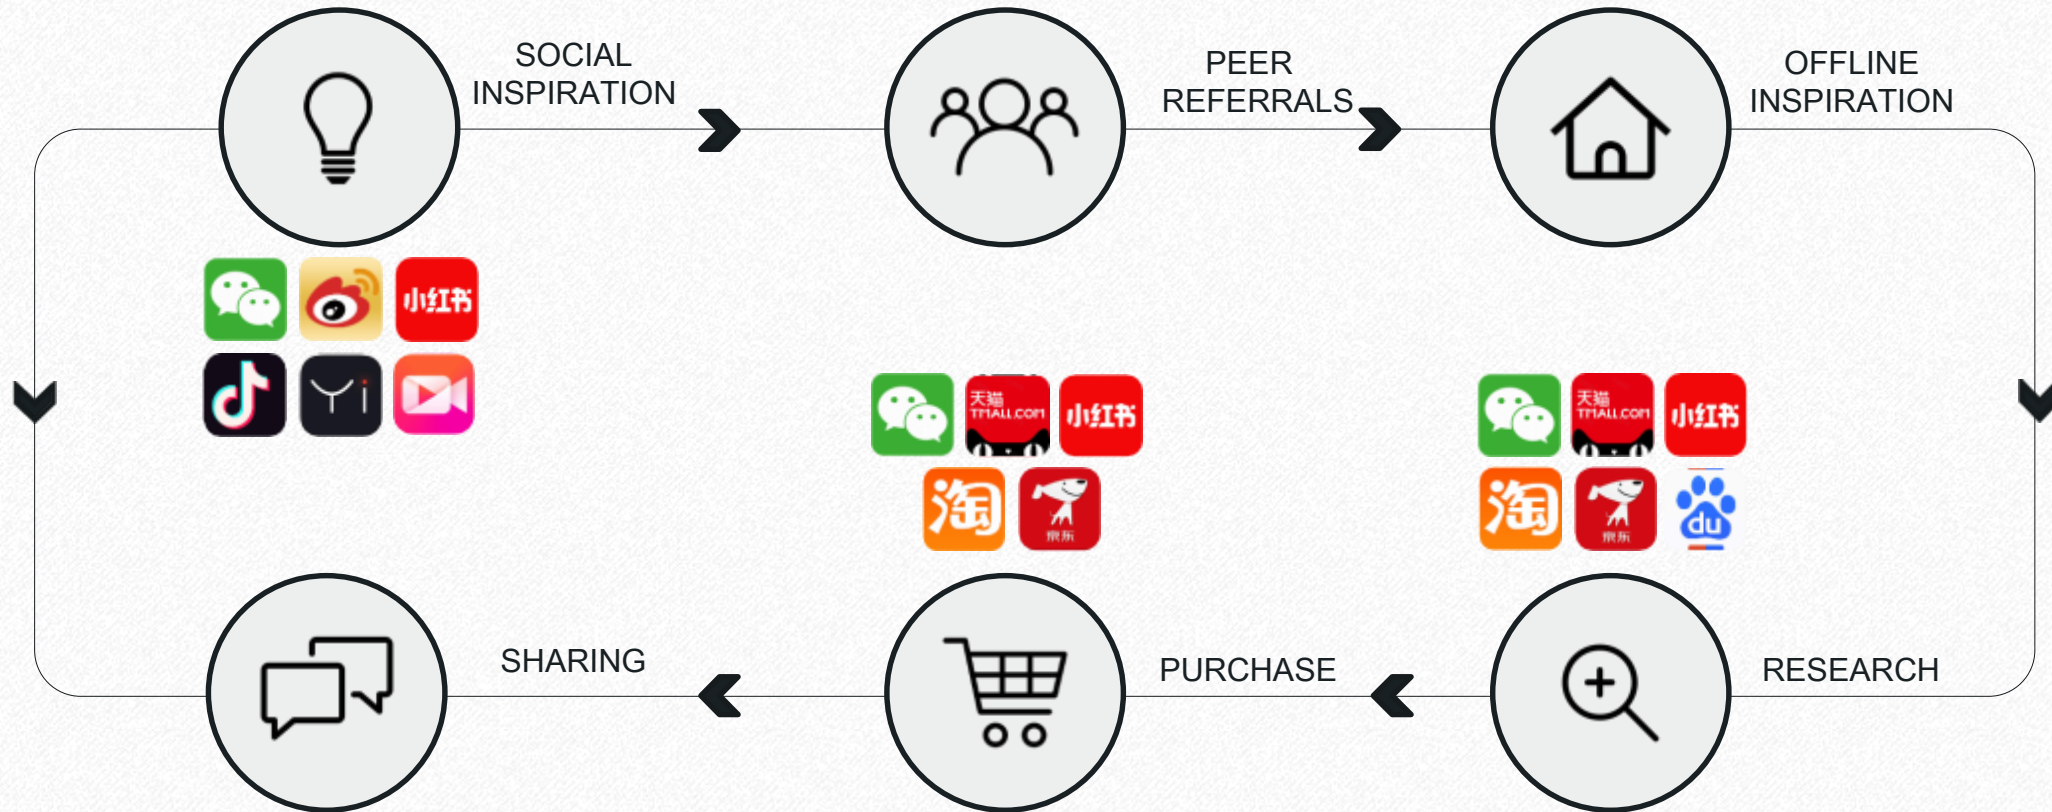 SOCIAL
INSPIRATION
PEER
REFERRALS
OFFLINE
INSPIRATION
小红书
Yi
天猫
TMALL.COM
小红书
天猫
TMALL.COM
小红书
淘
京东
淘
京东
du
SHARING
PURCHASE
RESEARCH